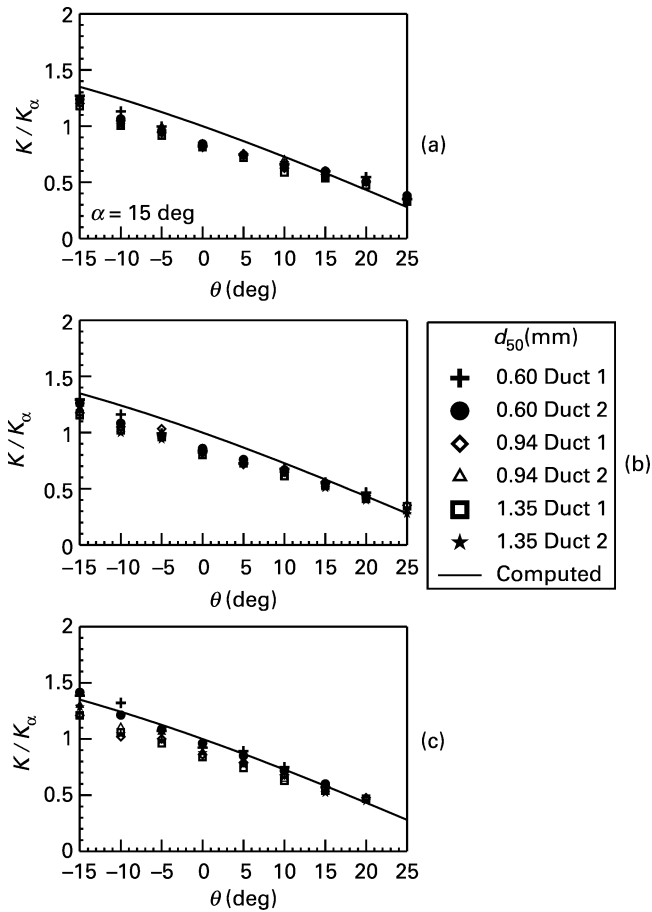 2
1.5
1
0.5
0
K / Kα
α = 15 deg
−15 −10 −5 0 5 10 15 20 25
θ (deg)
(a)
2
1.5
1
0.5
0
K / Kα
−15 −10 −5 0 5 10 15 20 25
θ (deg)
d50(mm)
0.60 Duct 1
0.60 Duct 2
0.94 Duct 1
0.94 Duct 2
1.35 Duct 1
1.35 Duct 2
Computed
(b)
2
1.5
1
0.5
0
K / Kα
−15 −10 −5 0 5 10 15 20 25
θ (deg)
(c)